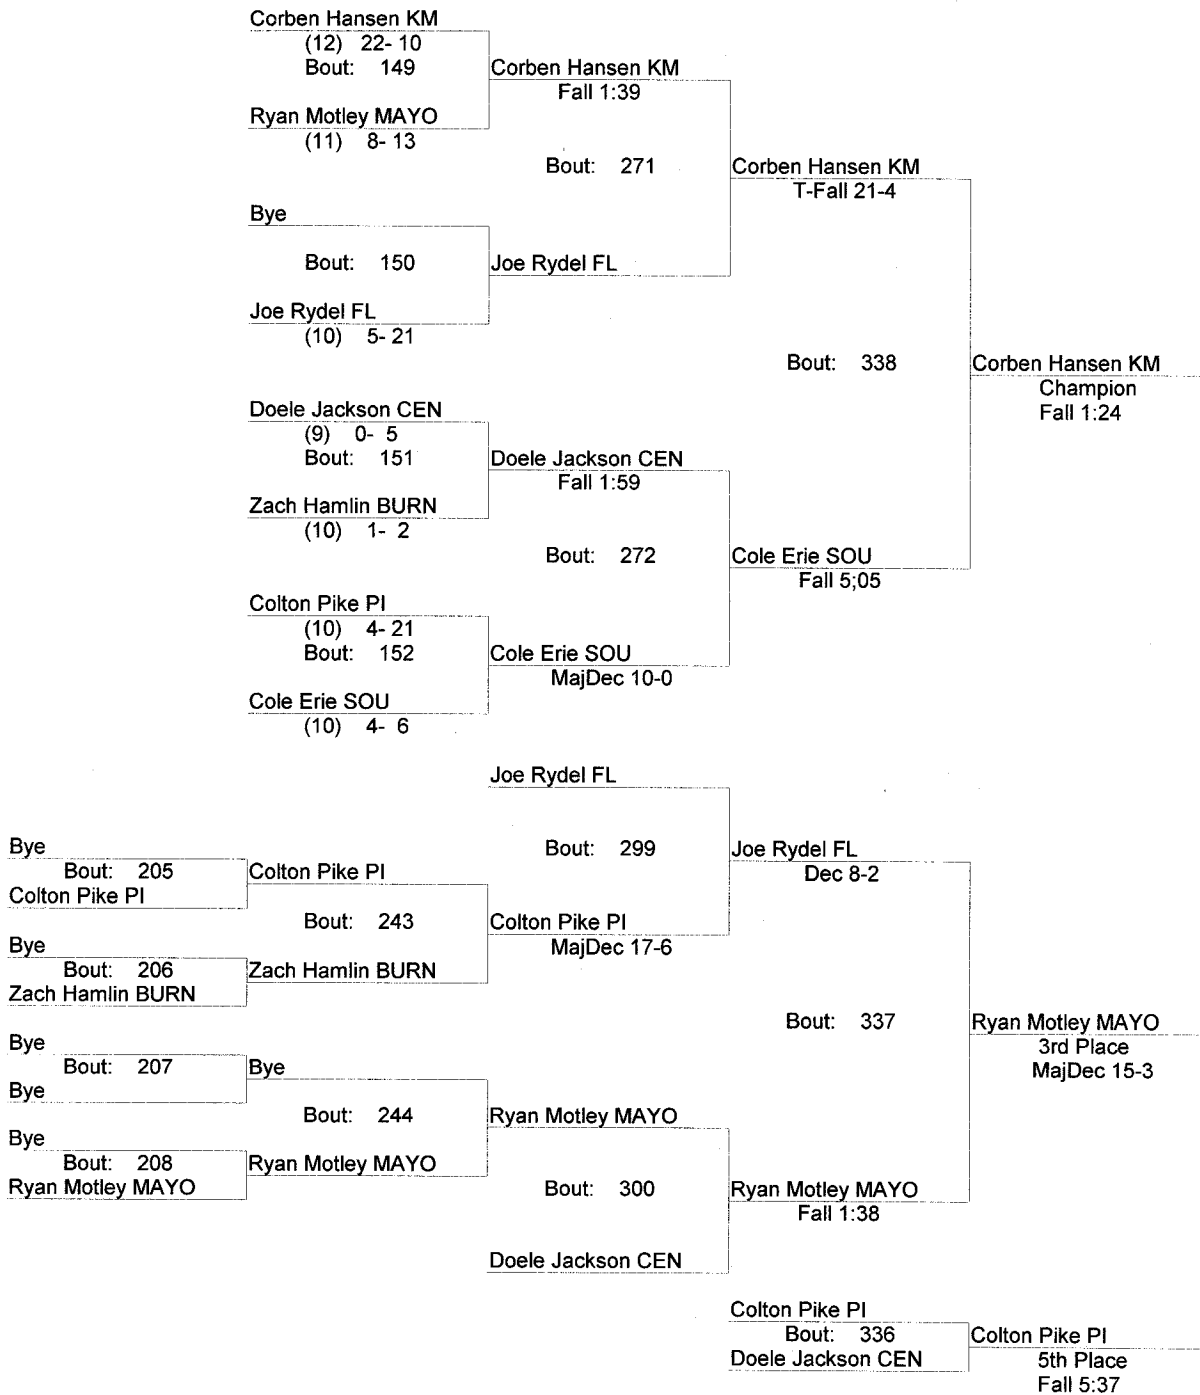 Corben Hansen KM
(12) 22- 10
Bout: 149
Corben Hansen KM
Fall 1:39
Ryan Motley MAYO
(11) 8- 13
Bout: 271
Corben Hansen KM
T-Fall 21-4
Bye
Bout: 150
Joe Rydel FL
Joe Rydel FL
(10) 5- 21
Bout: 338
Corben Hansen KM
Champion
Fall 1:24
Doele Jackson CEN
(9) 0- 5
Bout: 151
Doele Jackson CEN
Fall 1:59
Zach Hamlin BURN
(10) 1- 2
Bout: 272
Cole Erie SOU
Fall 5;05
Colton Pike PI
(10) 4- 21
Bout: 152
Cole Erie SOU
MajDec 10-0
Cole Erie SOU
(10) 4- 6
Joe Rydel FL
Bout: 299
Joe Rydel FL
Dec 8-2
Bye
Bout: 205
Colton Pike PI
Colton Pike PI
Bout: 243
Colton Pike PI
MajDec 17-6
Bye
Bout: 206
Zach Hamlin BURN
Zach Hamlin BURN
Bout: 337
Ryan Motley MAYO
3rd Place
MajDec 15-3
Bye
Bout: 207
Bye
Bye
Bout: 244
Ryan Motley MAYO
Bye
Bout: 208
Ryan Motley MAYO
Ryan Motley MAYO
Bout: 300
Ryan Motley MAYO
Fall 1:38
Doele Jackson CEN
Colton Pike PI
Bout: 336
Doele Jackson CEN
Colton Pike PI
5th Place
Fall 5:37